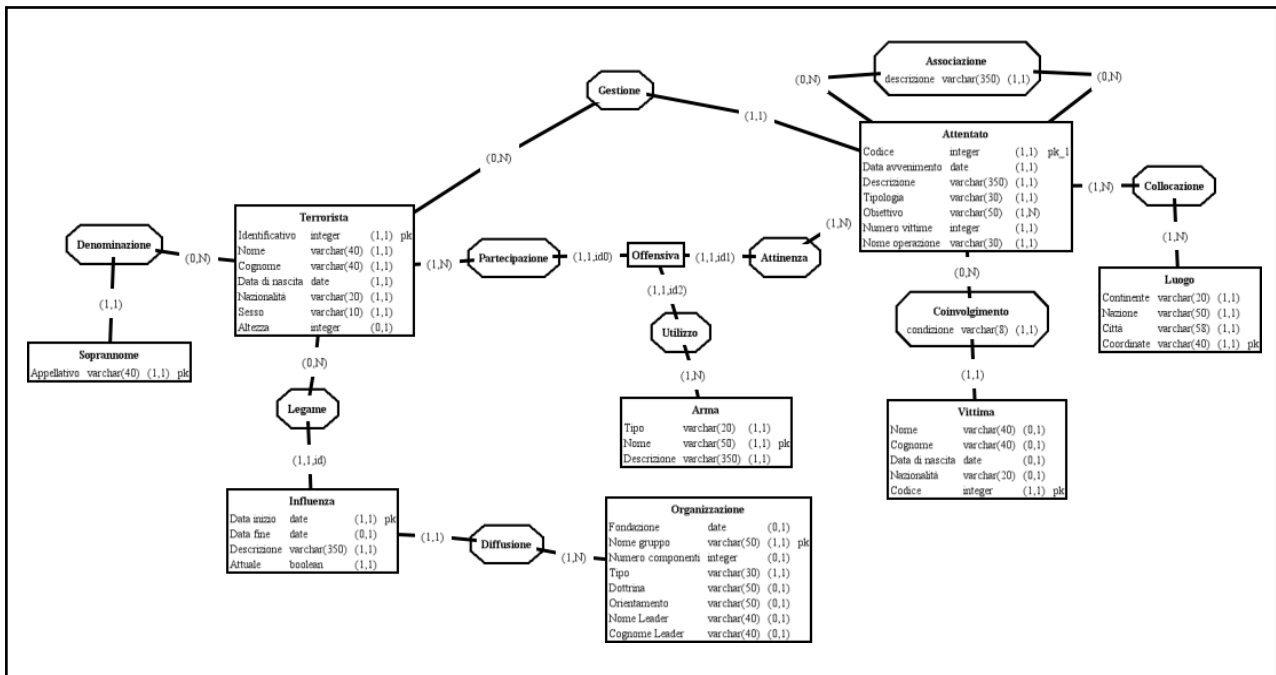 Associazione
descrizione varchar(350) (1,1)
(0,N)
(0,N)
Gestione
(1,1)
(0,N)
Attentato
Codice integer (1,1) pk_1
Data avvenimento date (1,1)
Descrizione varchar(350) (1,1)
Tipologia varchar(30) (1,1)
Obiettivo varchar(50) (1,N)
Numero vittime integer (1,1)
Nome operazione varchar(30) (1,1)
(1,N)
Collocazione
(1,N)
Terrorista
Identificativo integer (1,1) pk
Nome varchar(40) (1,1)
Cognome varchar(40) (1,1)
Data di nascita date (1,1)
Nazionalità varchar(20) (1,1)
Sesso varchar(10) (1,1)
Altezza integer (0,1)
Denominazione
(0,N)
(1,1)
Soprannome
Appellativo varchar(40) (1,1) pk
(1,N)
Partecipazione
(1,1,id0)
Offensiva
(1,1,id1)
Attinenza
(1,N)
(1,1,id2)
Utilizzo
(1,N)
Arma
Tipo varchar(20) (1,1)
Nome varchar(50) (1,1) pk
Descrizione varchar(350) (1,1)
(0,N)
Coinvolgimento
condizione varchar(8) (1,1)
(1,1)
Vittima
Nome varchar(40) (0,1)
Cognome varchar(40) (0,1)
Data di nascita date (0,1)
Nazionalità varchar(20) (0,1)
Codice integer (1,1) pk
Luogo
Continente varchar(20) (1,1)
Nazione varchar(50) (1,1)
Città varchar(58) (1,1)
Coordinate varchar(40) (1,1) pk
(0,N)
Legame
(1,1,id)
Influenza
Data inizio date (1,1) pk
Data fine date (0,1)
Descrizione varchar(350) (1,1)
Attuale boolean (1,1)
(1,1)
Diffusione
(1,N)
Organizzazione
Fondazione date (0,1)
Nome gruppo varchar(50) (1,1) pk
Numero componenti integer (0,1)
Tipo varchar(30) (1,1)
Dottrina varchar(50) (0,1)
Orientamento varchar(50) (0,1)
Nome Leader varchar(40) (0,1)
Cognome Leader varchar(40) (0,1)